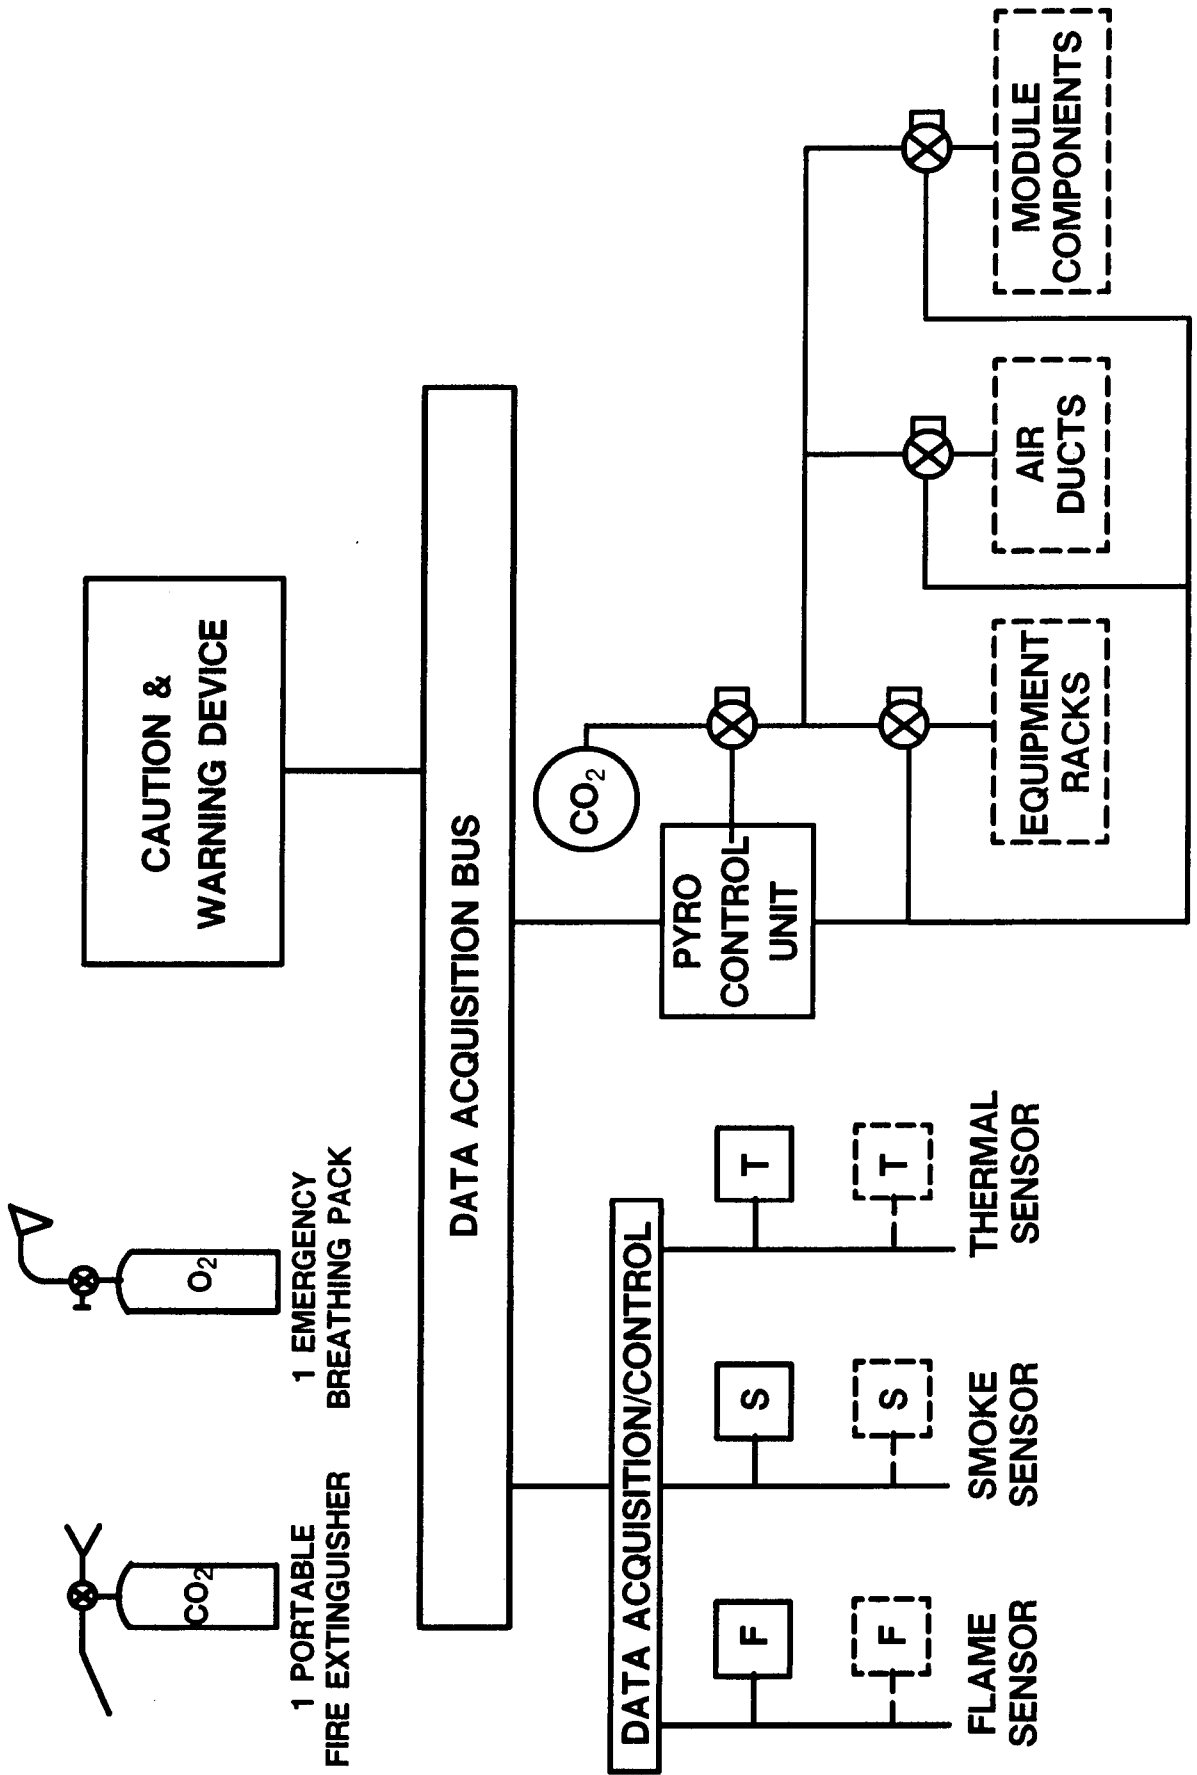 1 PORTABLE
FIRE EXTINGUISHER
CO2
1 EMERGENCY
BREATHING PACK
O2
CAUTION &
WARNING DEVICE
DATA ACQUISITION BUS
DATA ACQUISITION/CONTROL
F
F
FLAME
SENSOR
S
S
SMOKE
SENSOR
T
T
THERMAL
SENSOR
PYRO
CONTROL
UNIT
CO2
EQUIPMENT
RACKS
AIR
DUCTS
MODULE
COMPONENTS